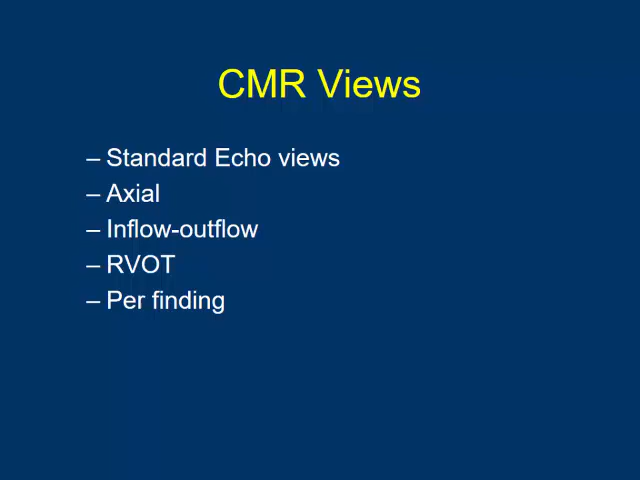 CMR Views
– Standard Echo views
– Axial
– Inflow-outflow
– RVOT
– Per finding